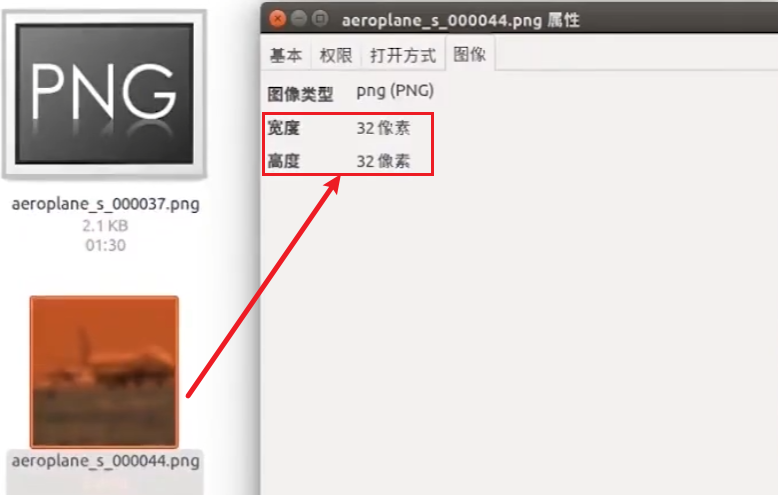 PNG
aeroplane_s_000037.png
2.1 KB
01:30
aeroplane_s_000044.png
aeroplane_s_000044.png 属性
基本 权限 打开方式 图像
图像类型 png (PNG)
宽度 32 像素
高度 32 像素